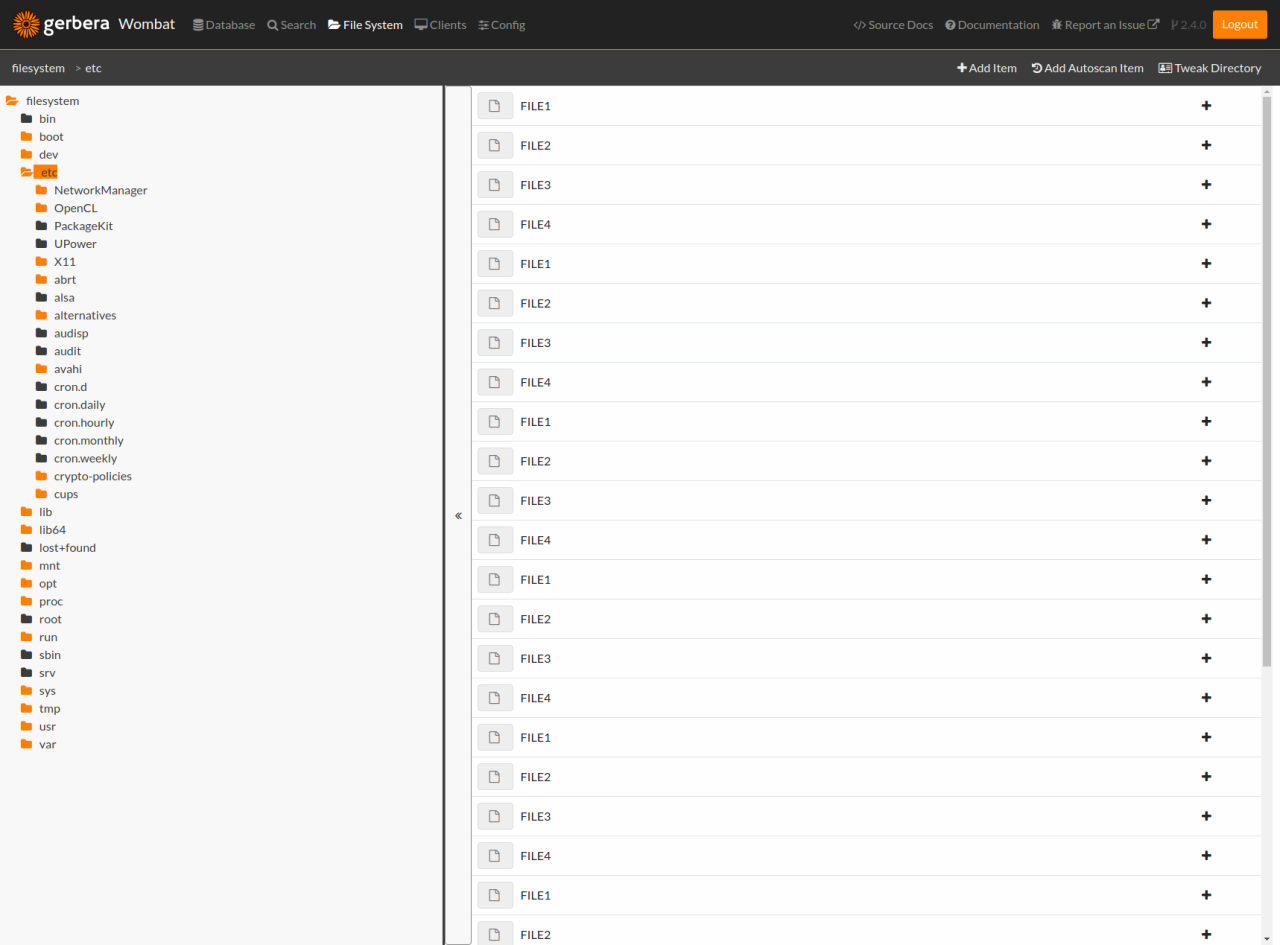 gerbera Wombat Database Search File System Clients Config Source Docs Documentation Report an Issue 2.4.0 Logout
filesystem > etc Add Item Add Autoscan Item Tweak Directory
filesystem
bin
boot
dev
etc
NetworkManager
OpenCL
PackageKit
UPower
X11
abrt
alsa
alternatives
audisp
audit
avahi
cron.d
cron.daily
cron.hourly
cron.monthly
cron.weekly
crypto-policies
cups
lib
lib64
lost+found
mnt
opt
proc
root
run
sbin
srv
sys
tmp
usr
var
«
FILE1
FILE2
FILE3
FILE4
FILE1
FILE2
FILE3
FILE4
FILE1
FILE2
FILE3
FILE4
FILE1
FILE2
FILE3
FILE4
FILE1
FILE2
FILE3
FILE4
FILE1
FILE2